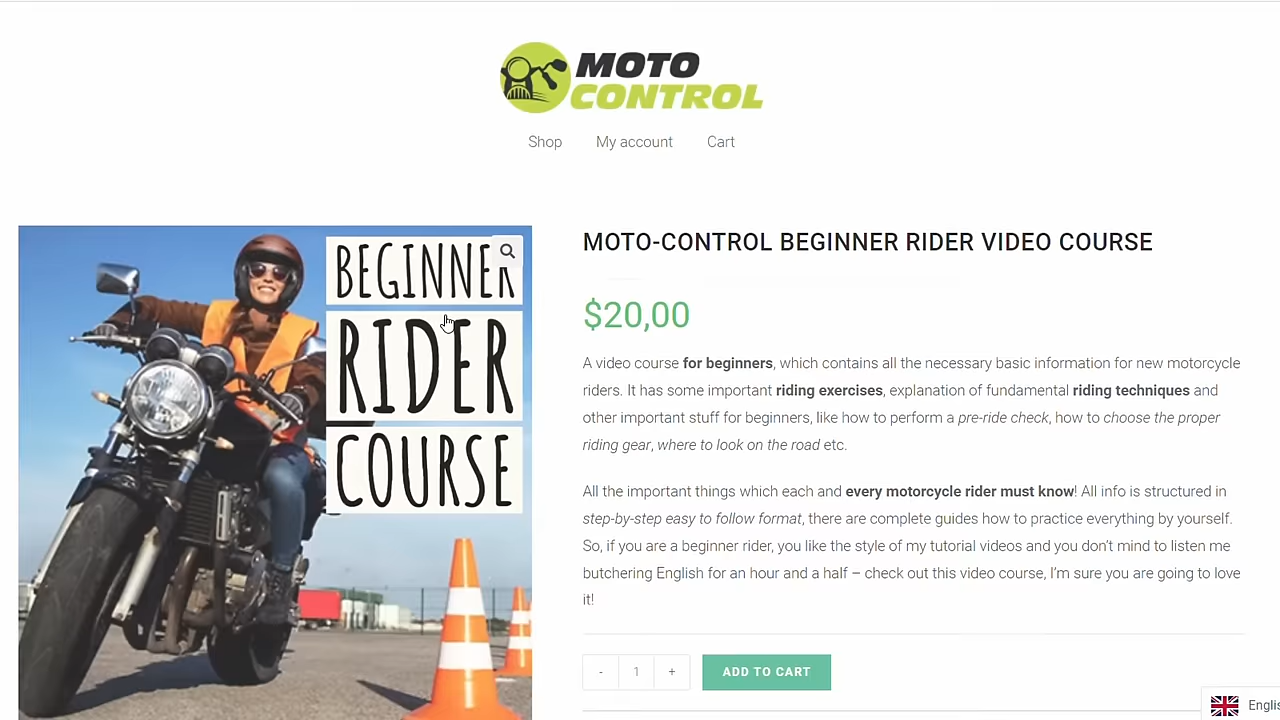 MOTO
CONTROL
Shop My account Cart
BEGINNER
RIDER
COURSE
MOTO-CONTROL BEGINNER RIDER VIDEO COURSE
$20,00
A video course for beginners, which contains all the necessary basic information for new motorcycle
riders. It has some important riding exercises, explanation of fundamental riding techniques and
other important stuff for beginners, like how to perform a pre-ride check, how to choose the proper
riding gear, where to look on the road etc.
All the important things which each and every motorcycle rider must know! All info is structured in
step-by-step easy to follow format, there are complete guides how to practice everything by yourself.
So, if you are a beginner rider, you like the style of my tutorial videos and you don’t mind to listen me
butchering English for an hour and a half – check out this video course, I’m sure you are going to love
it!
- 1 + ADD TO CART
Englis